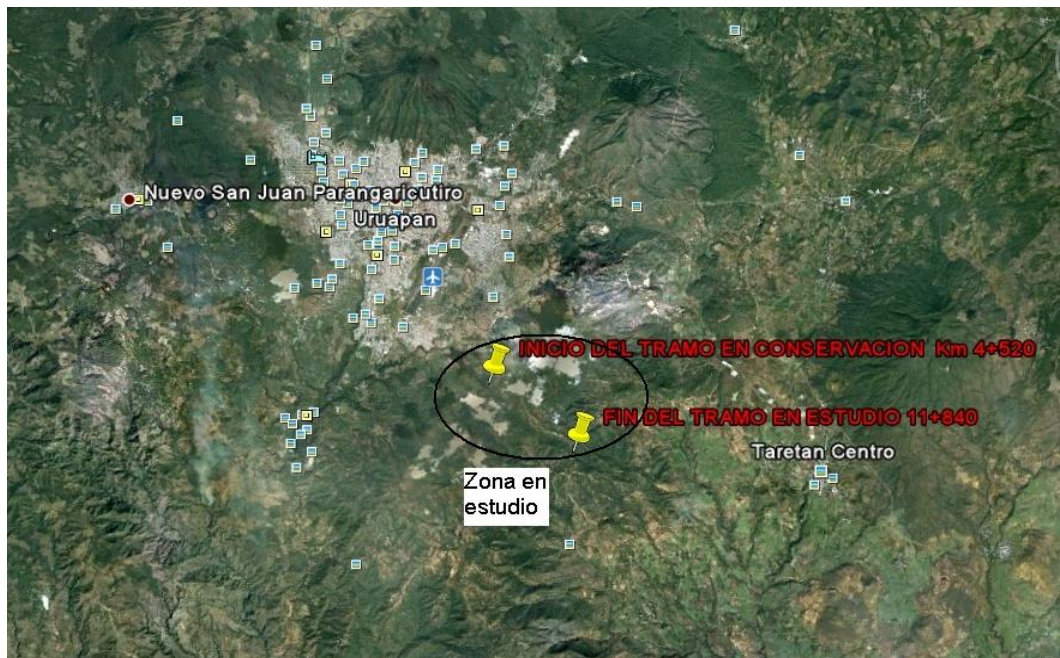 Nuevo San Juan Parangaricutiro
Uruapan
INICIO DEL TRAMO EN CONSERVACION Km 4+520
FIN DEL TRAMO EN ESTUDIO 11+840
Taretan Centro
Zona en
estudio